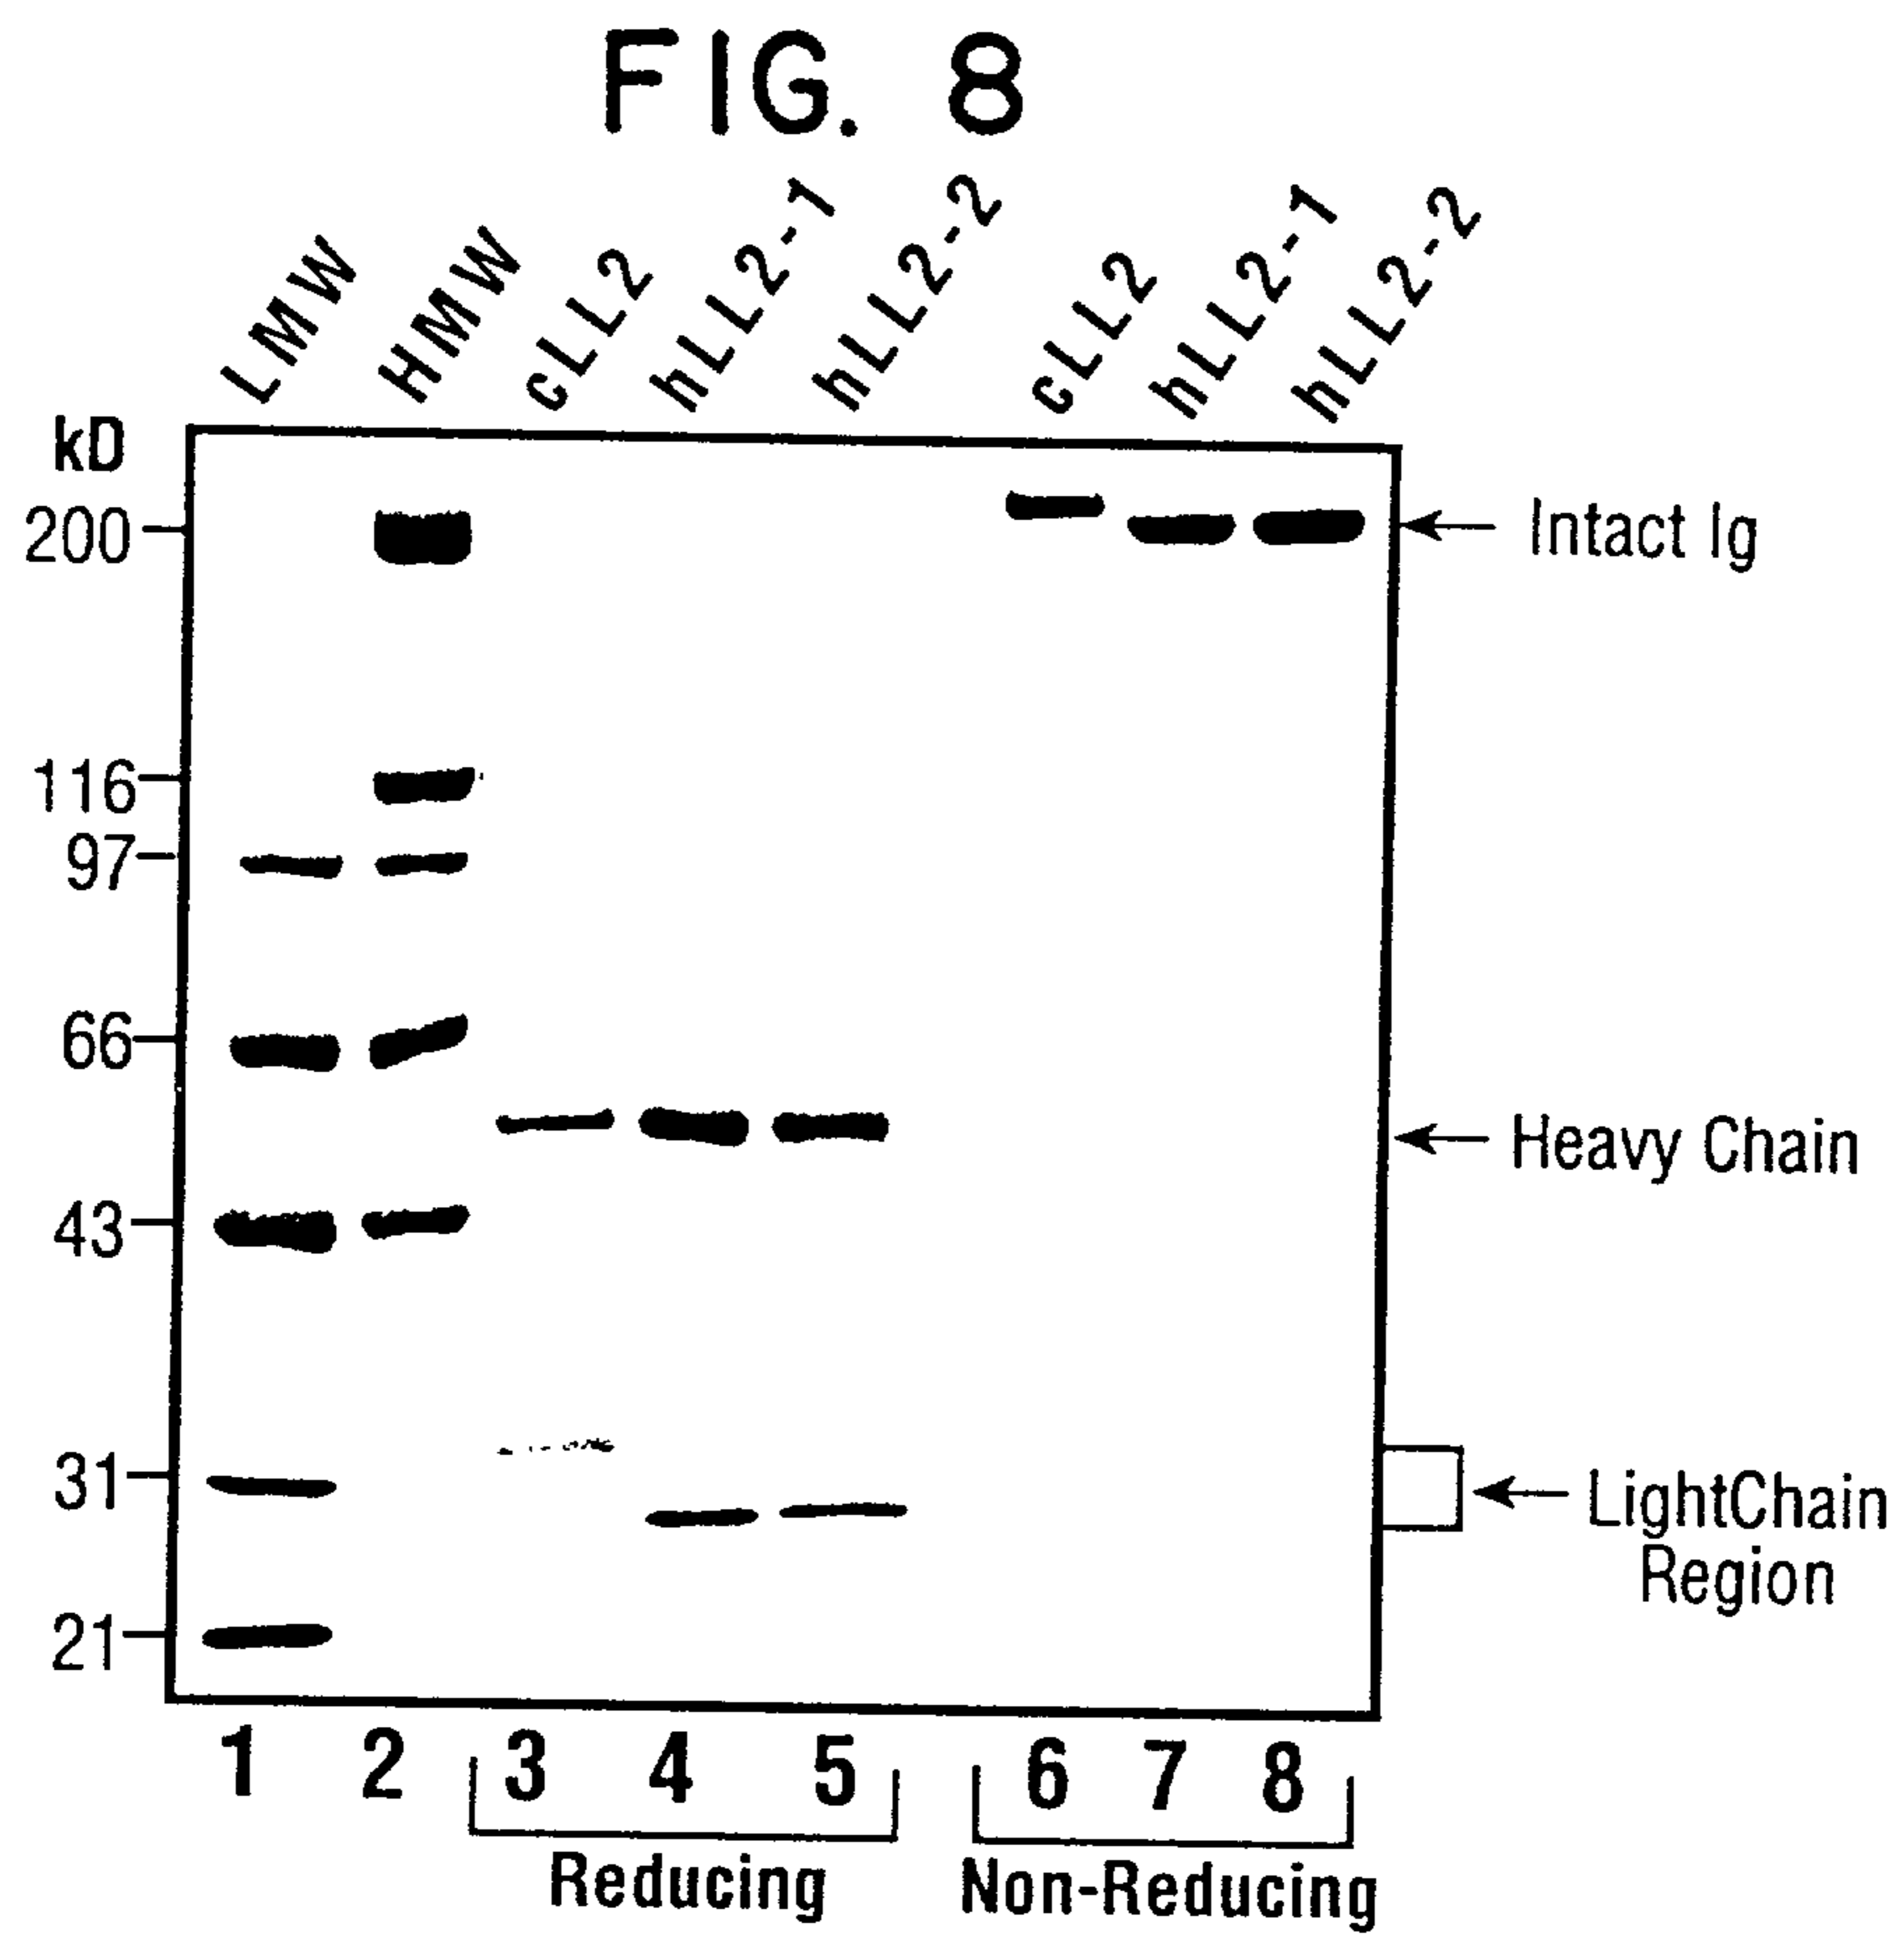 FIG. 8
LMW
HMW
cLL2
hLL2-1
hLL2-2
cLL2
hLL2-1
hLL2-2
kD
200
Intact Ig
116
97
66
Heavy Chain
43
31
LightChain
Region
21
1 2 3 4 5 6 7 8
Reducing
Non-Reducing